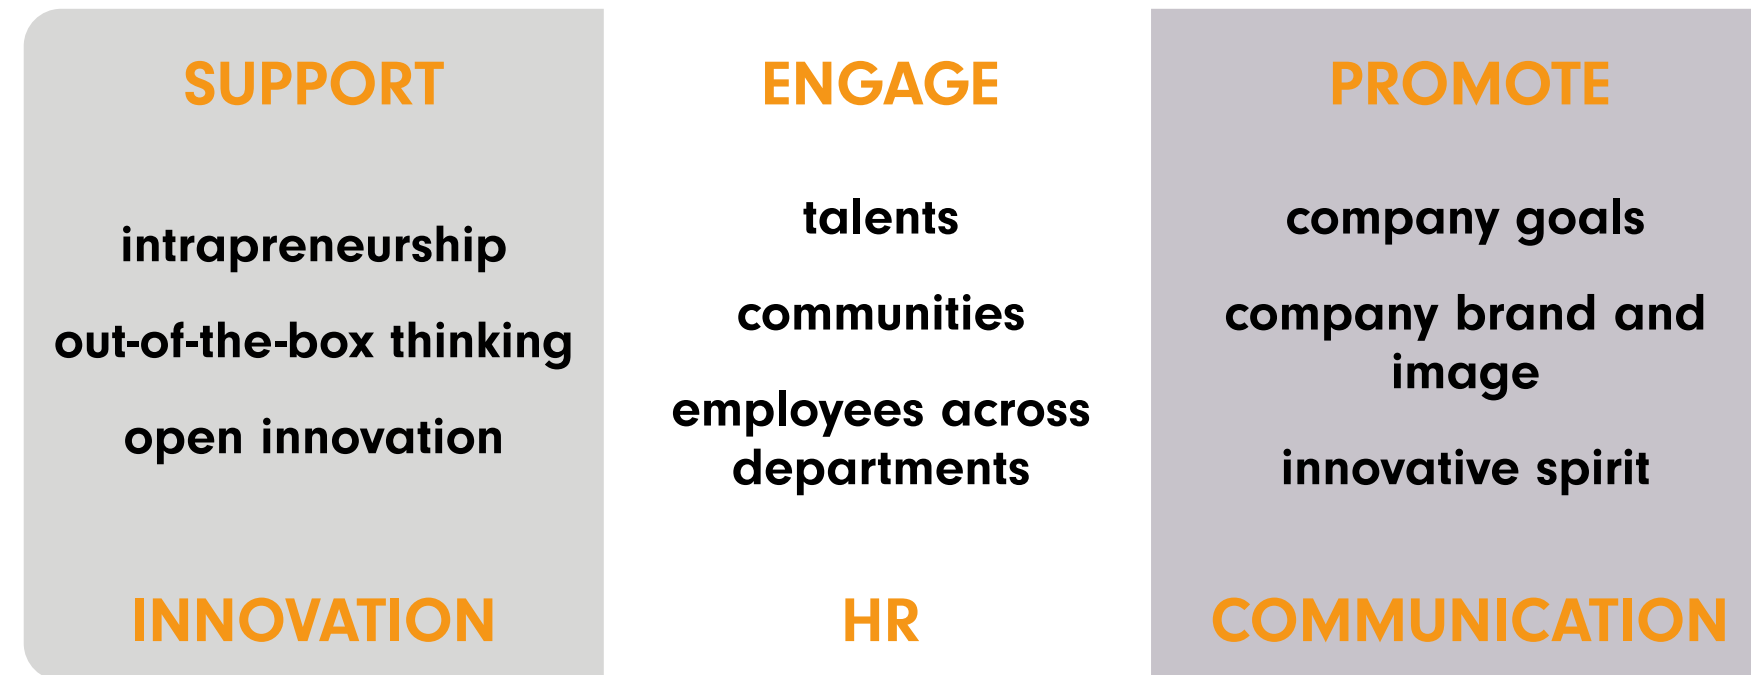 SUPPORT
intrapreneurship
out-of-the-box thinking
open innovation
INNOVATION
ENGAGE
talents
communities
employees across
departments
HR
PROMOTE
company goals
company brand and
image
innovative spirit
COMMUNICATION